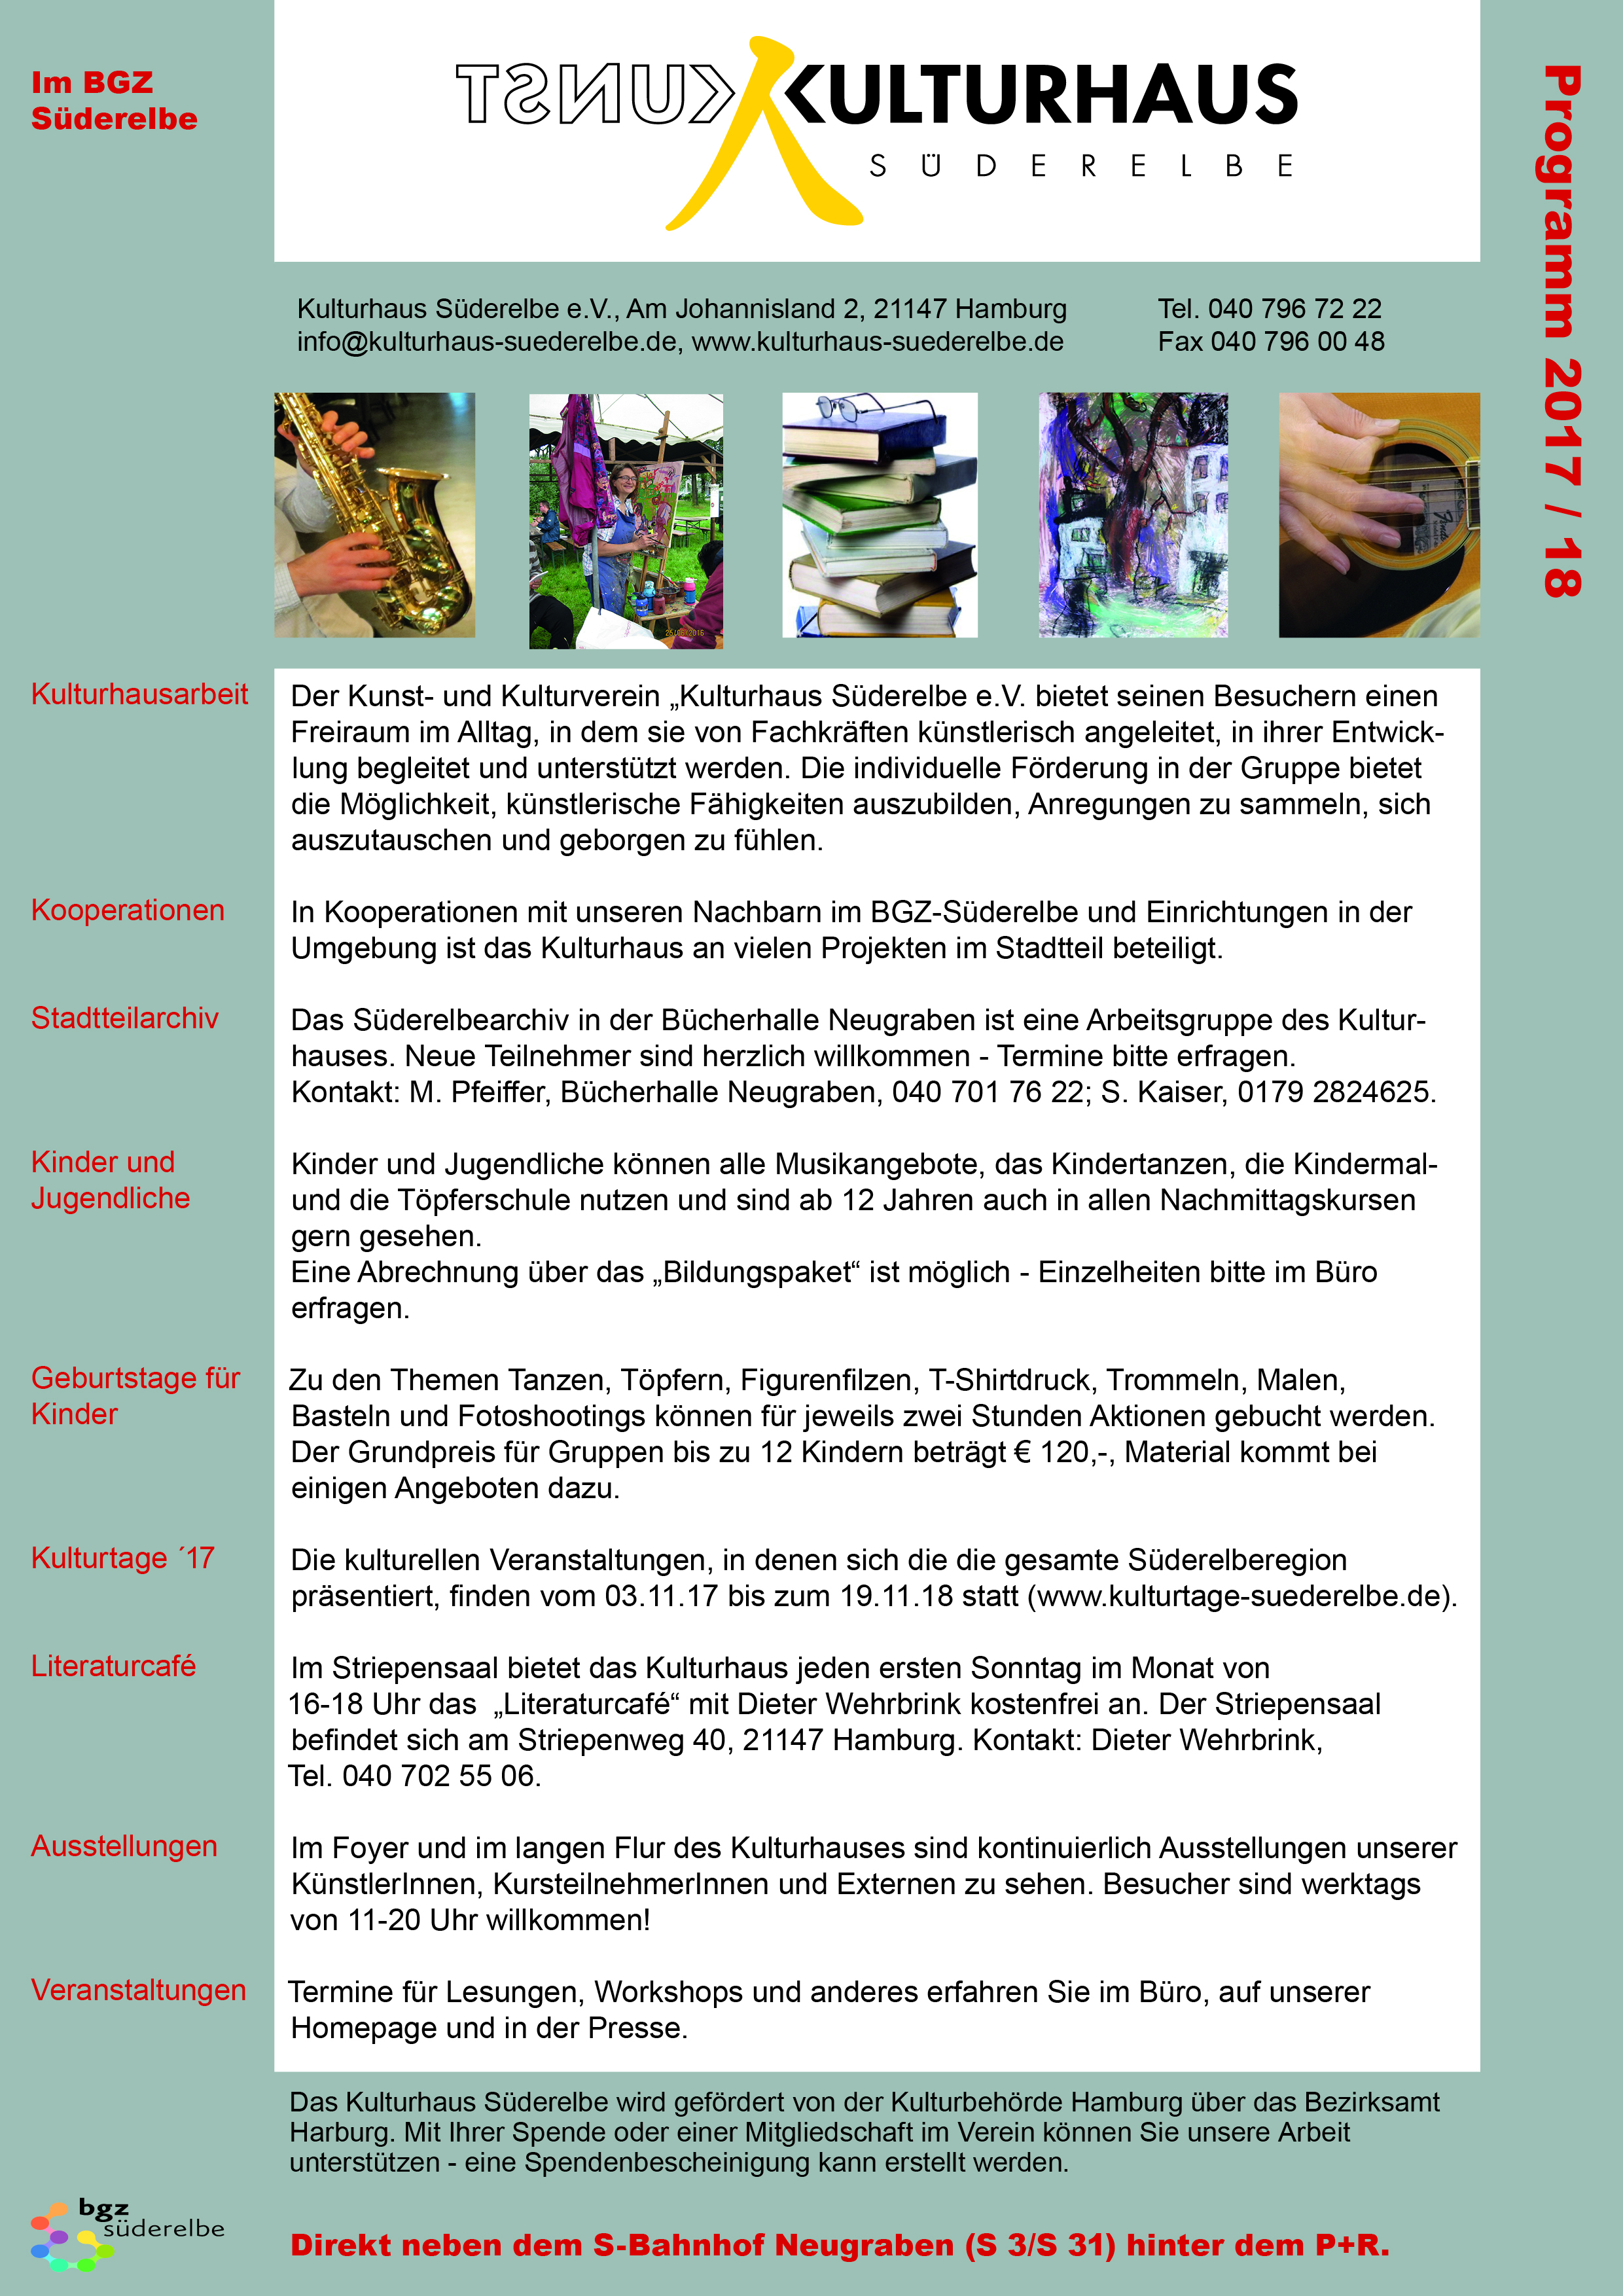 Im BGZ
Süderelbe
KUNST KULTURHAUS
SÜDERELBE
Programm 2017 / 18
Kulturhaus Süderelbe e.V., Am Johannisland 2, 21147 Hamburg
info@kulturhaus-suederelbe.de, www.kulturhaus-suederelbe.de
Tel. 040 796 72 22
Fax 040 796 00 48
25/06/2016
Kulturhausarbeit
Der Kunst- und Kulturverein „Kulturhaus Süderelbe e.V. bietet seinen Besuchern einen
Freiraum im Alltag, in dem sie von Fachkräften künstlerisch angeleitet, in ihrer Entwick-
lung begleitet und unterstützt werden. Die individuelle Förderung in der Gruppe bietet
die Möglichkeit, künstlerische Fähigkeiten auszubilden, Anregungen zu sammeln, sich
auszutauschen und geborgen zu fühlen.
Kooperationen
In Kooperationen mit unseren Nachbarn im BGZ-Süderelbe und Einrichtungen in der
Umgebung ist das Kulturhaus an vielen Projekten im Stadtteil beteiligt.
Stadtteilarchiv
Das Süderelbearchiv in der Bücherhalle Neugraben ist eine Arbeitsgruppe des Kultur-
hauses. Neue Teilnehmer sind herzlich willkommen - Termine bitte erfragen.
Kontakt: M. Pfeiffer, Bücherhalle Neugraben, 040 701 76 22; S. Kaiser, 0179 2824625.
Kinder und
Jugendliche
Kinder und Jugendliche können alle Musikangebote, das Kindertanzen, die Kindermal-
und die Töpferschule nutzen und sind ab 12 Jahren auch in allen Nachmittagskursen
gern gesehen.
Eine Abrechnung über das „Bildungspaket“ ist möglich - Einzelheiten bitte im Büro
erfragen.
Geburtstage für
Kinder
Zu den Themen Tanzen, Töpfern, Figurenfilzen, T-Shirtdruck, Trommeln, Malen,
Basteln und Fotoshootings können für jeweils zwei Stunden Aktionen gebucht werden.
Der Grundpreis für Gruppen bis zu 12 Kindern beträgt € 120,-, Material kommt bei
einigen Angeboten dazu.
Kulturtage ´17
Die kulturellen Veranstaltungen, in denen sich die die gesamte Süderelberegion
präsentiert, finden vom 03.11.17 bis zum 19.11.18 statt (www.kulturtage-suederelbe.de).
Literaturcafé
Im Striepensaal bietet das Kulturhaus jeden ersten Sonntag im Monat von
16-18 Uhr das „Literaturcafé“ mit Dieter Wehrbrink kostenfrei an. Der Striepensaal
befindet sich am Striepenweg 40, 21147 Hamburg. Kontakt: Dieter Wehrbrink,
Tel. 040 702 55 06.
Ausstellungen
Im Foyer und im langen Flur des Kulturhauses sind kontinuierlich Ausstellungen unserer
KünstlerInnen, KursteilnehmerInnen und Externen zu sehen. Besucher sind werktags
von 11-20 Uhr willkommen!
Veranstaltungen
Termine für Lesungen, Workshops und anderes erfahren Sie im Büro, auf unserer
Homepage und in der Presse.
Das Kulturhaus Süderelbe wird gefördert von der Kulturbehörde Hamburg über das Bezirksamt
Harburg. Mit Ihrer Spende oder einer Mitgliedschaft im Verein können Sie unsere Arbeit
unterstützen - eine Spendenbescheinigung kann erstellt werden.
bgz
süderelbe
Direkt neben dem S-Bahnhof Neugraben (S 3/S 31) hinter dem P+R.